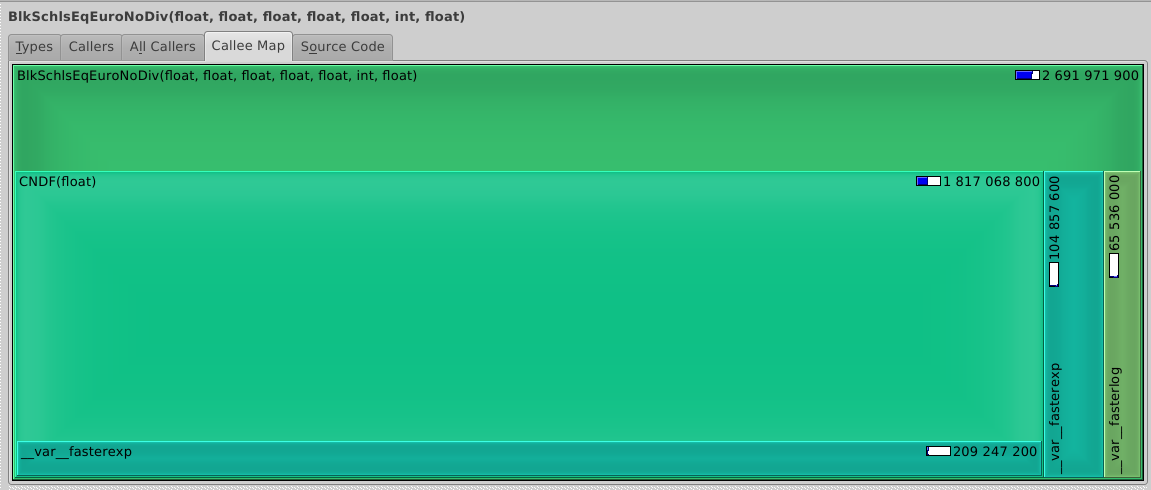 BlkSchlsEqEuroNoDiv(float, float, float, float, float, int, float)
Types Callers All Callers Callee Map Source Code
BlkSchlsEqEuroNoDiv(float, float, float, float, float, int, float) 2 691 971 900
CNDF(float) 1 817 068 800
__var__fasterexp 209 247 200
__var__fasterexp 104 857 600
__var__fasterlog 65 536 000